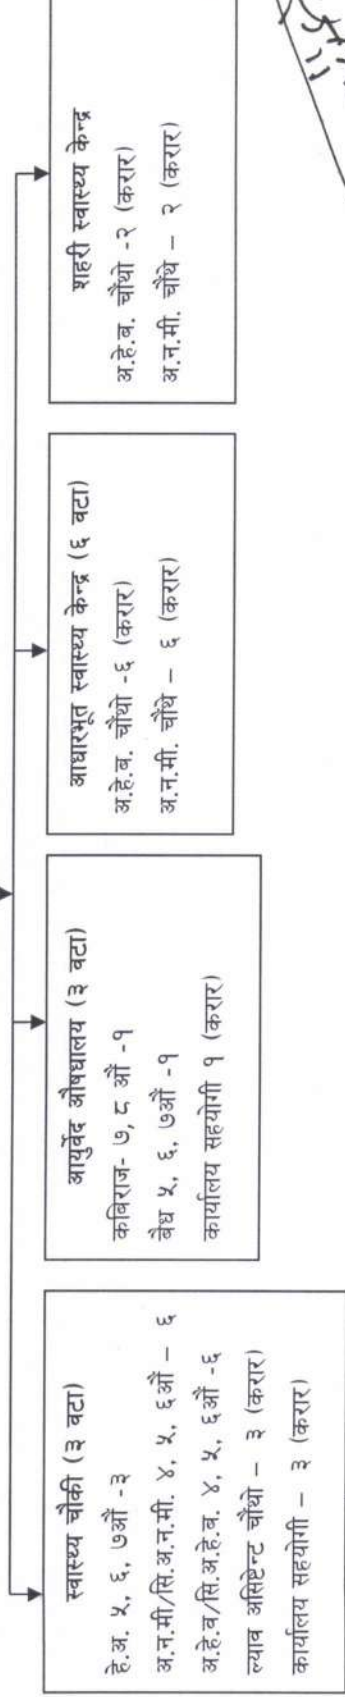 स्वास्थ्य चौकी (३ वटा)
हे.अ. ५, ६, ७औं -३
अ.न.मी/सि.अ.न.मी. ४, ५, ६औं – ६
अ.हे.व/सि.अ.हे.ब. ४, ५, ६औं -६
ल्याव असिष्टेन्ट चौंथो – ३ (करार)
कार्यालय सहयोगी – ३ (करार)
आयुर्वेद औषधालय (३ वटा)
कविराज- ७, ८ औं -१
बैद्य ५, ६, ७औं -१
कार्यालय सहयोगी १ (करार)
आधारभूत स्वास्थ्य केन्द्र (६ वटा)
अ.हे.ब. चौंथो -६ (करार)
अ.न.मी. चौंथे – ६ (करार)
शहरी स्वास्थ्य केन्द्र
अ.हे.ब. चौंथो -२ (करार)
अ.न.मी. चौंथे – २ (करार)